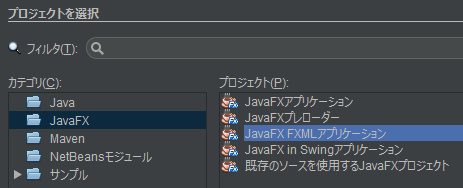 プロジェクトを選択
フィルタ(T):
カテゴリ(C):
Java
JavaFX
Maven
NetBeansモジュール
サンプル
プロジェクト(P):
JavaFXアプリケーション
JavaFXプレローダー
JavaFX FXMLアプリケーション
JavaFX in Swingアプリケーション
既存のソースを使用するJavaFXプロジェクト